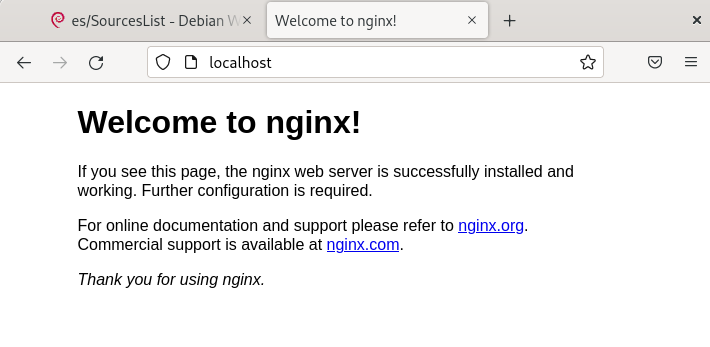 es/SourcesList - Debian W
Welcome to nginx!
localhost
Welcome to nginx!
If you see this page, the nginx web server is successfully installed and
working. Further configuration is required.
For online documentation and support please refer to nginx.org.
Commercial support is available at nginx.com.
Thank you for using nginx.